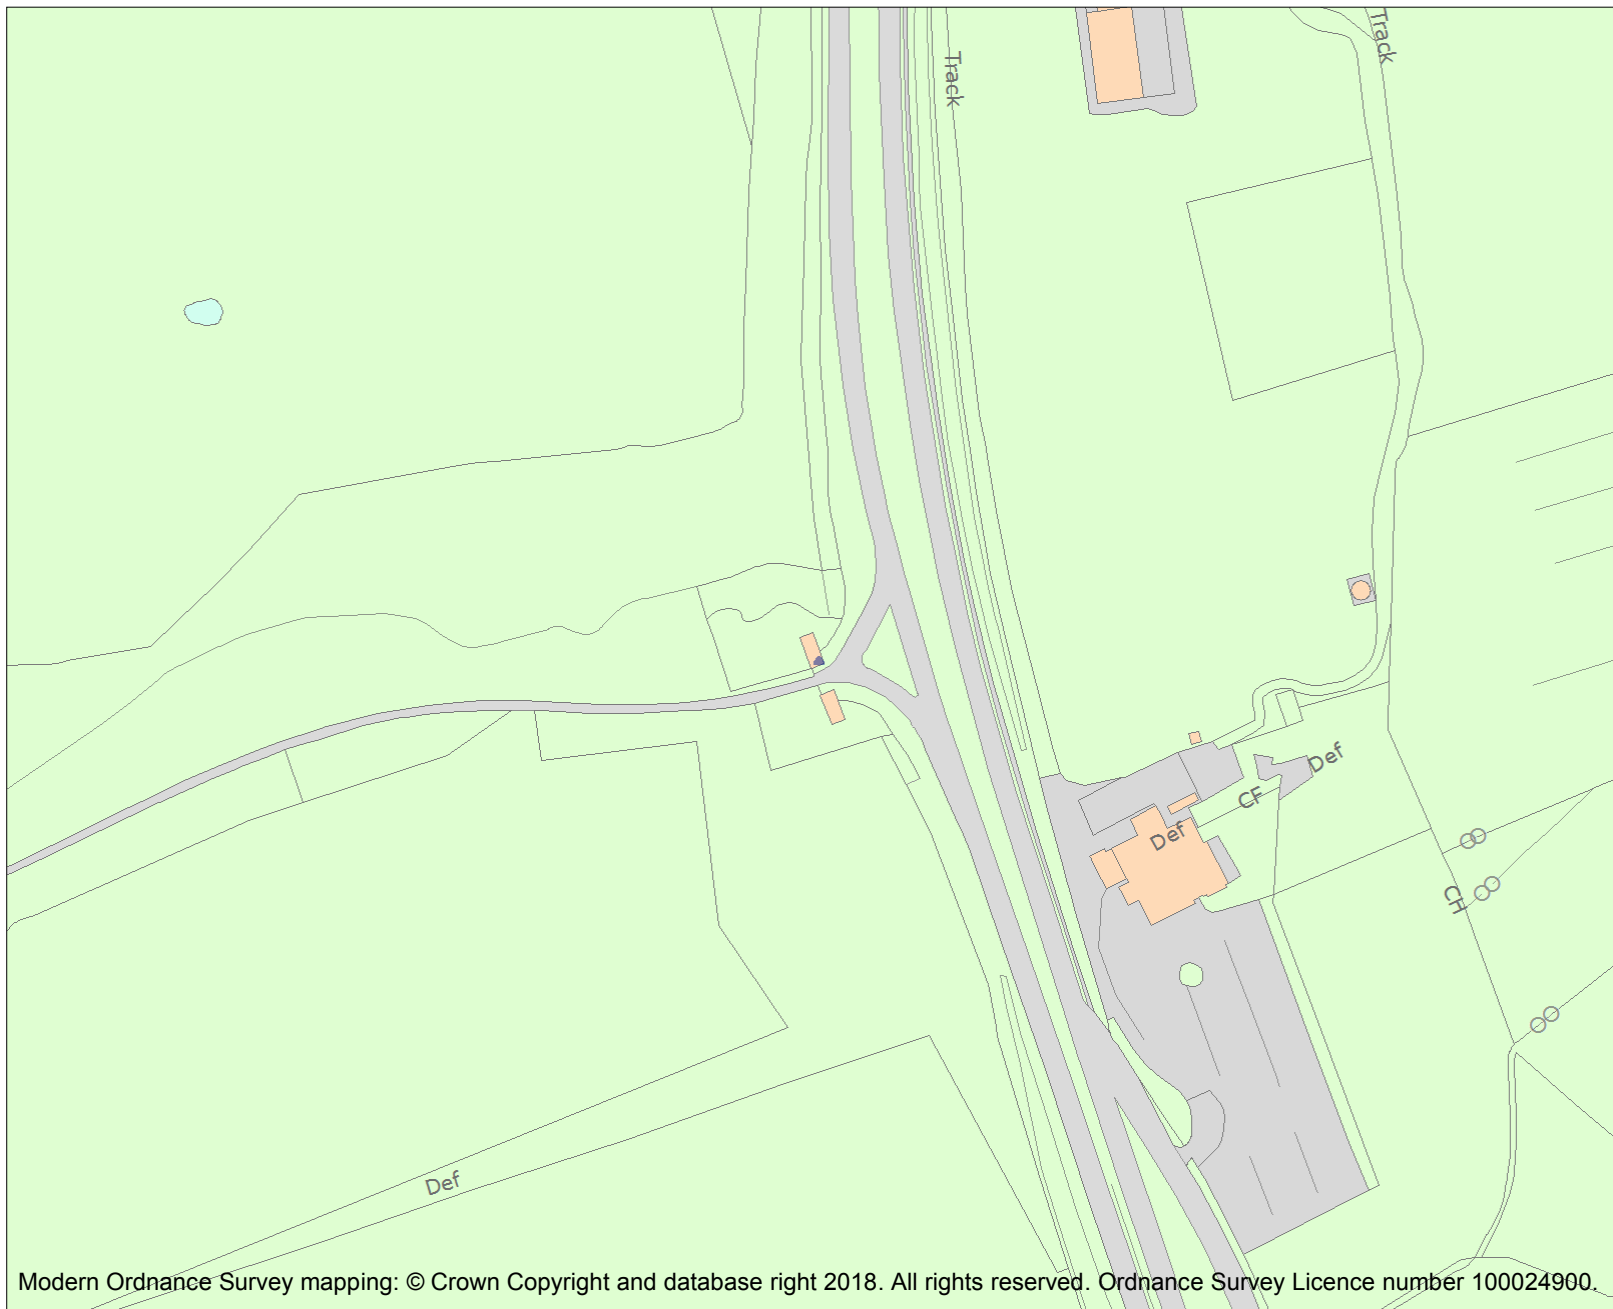 Track
Track
Def
CF
Def
CH
Def
Modern Ordnance Survey mapping: © Crown Copyright and database right 2018. All rights reserved. Ordnance Survey Licence number 100024900.